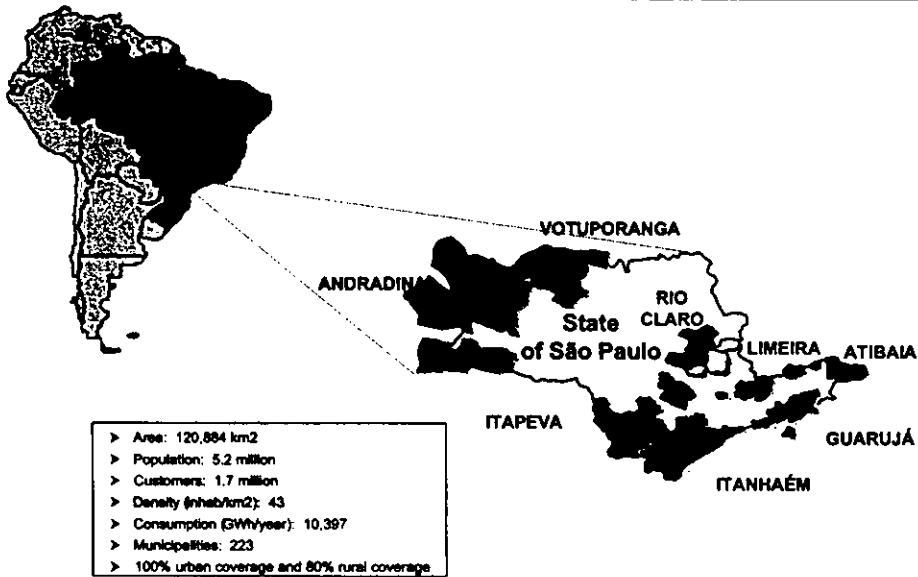 VOTUPORANGA
ANDRADINA
RIO
CLARO
State
of São Paulo
LIMEIRA
ATIBAIA
ITAPEVA
GUARUJÁ
ITANHAÉM
➢ Area: 120,884 km2
➢ Population: 5.2 million
➢ Customers: 1.7 million
➢ Density (inhab/km2): 43
➢ Consumption (GWh/year): 10,397
➢ Municipalities: 223
➢ 100% urban coverage and 80% rural coverage